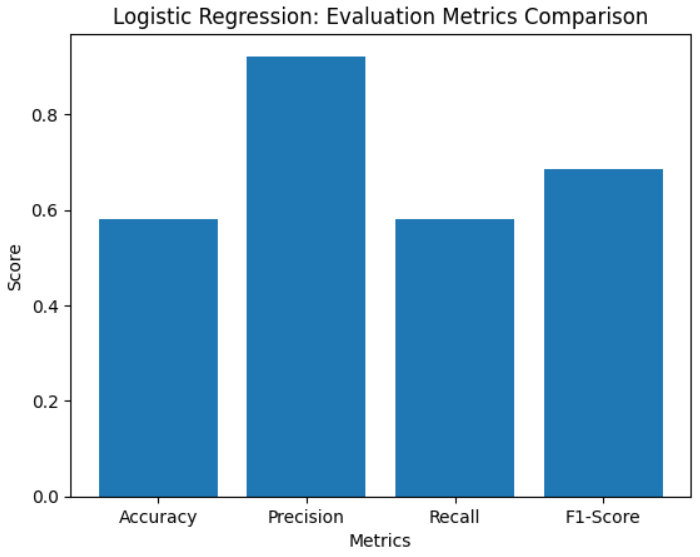 Logistic Regression: Evaluation Metrics Comparison
Score
0.8
0.6
0.4
0.2
0.0
Accuracy Precision Recall F1-Score
Metrics